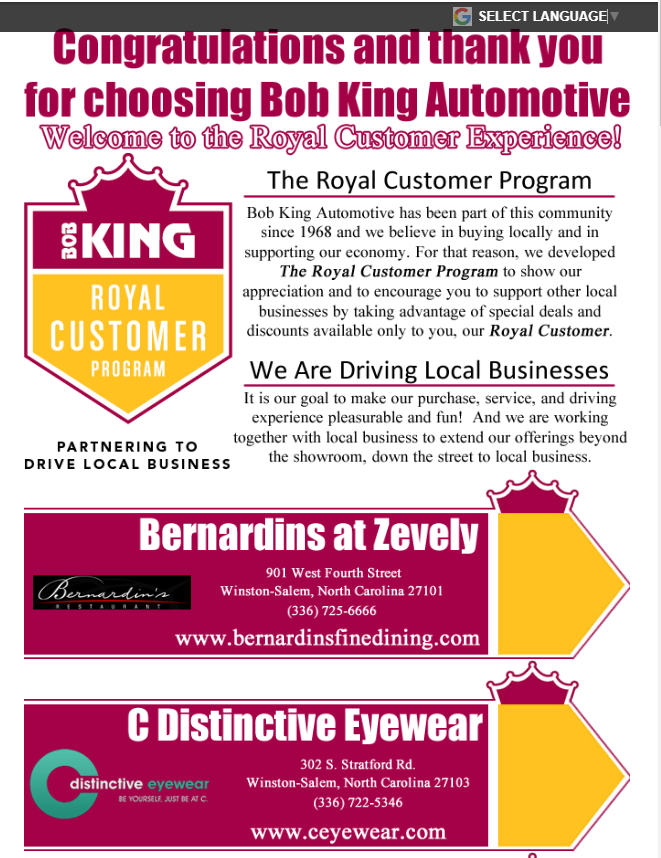 SELECT LANGUAGE▼
Congratulations and thank you
for choosing Bob King Automotive
Welcome to the Royal Customer Experience!
BOB KING
ROYAL
CUSTOMER
PROGRAM
PARTNERING TO
DRIVE LOCAL BUSINESS
The Royal Customer Program
Bob King Automotive has been part of this community
since 1968 and we believe in buying locally and in
supporting our economy. For that reason, we developed
The Royal Customer Program to show our
appreciation and to encourage you to support other local
businesses by taking advantage of special deals and
discounts available only to you, our Royal Customer.
We Are Driving Local Businesses
It is our goal to make our purchase, service, and driving
experience pleasurable and fun! And we are working
together with local business to extend our offerings beyond
the showroom, down the street to local business.
Bernardins at Zevely
Bernardin's
RESTAURANT
901 West Fourth Street
Winston-Salem, North Carolina 27101
(336) 725-6666
www.bernardinsfinedining.com
C Distinctive Eyewear
distinctive eyewear
BE YOURSELF. JUST BE AT C.
302 S. Stratford Rd.
Winston-Salem, North Carolina 27103
(336) 722-5346
www.ceyewear.com